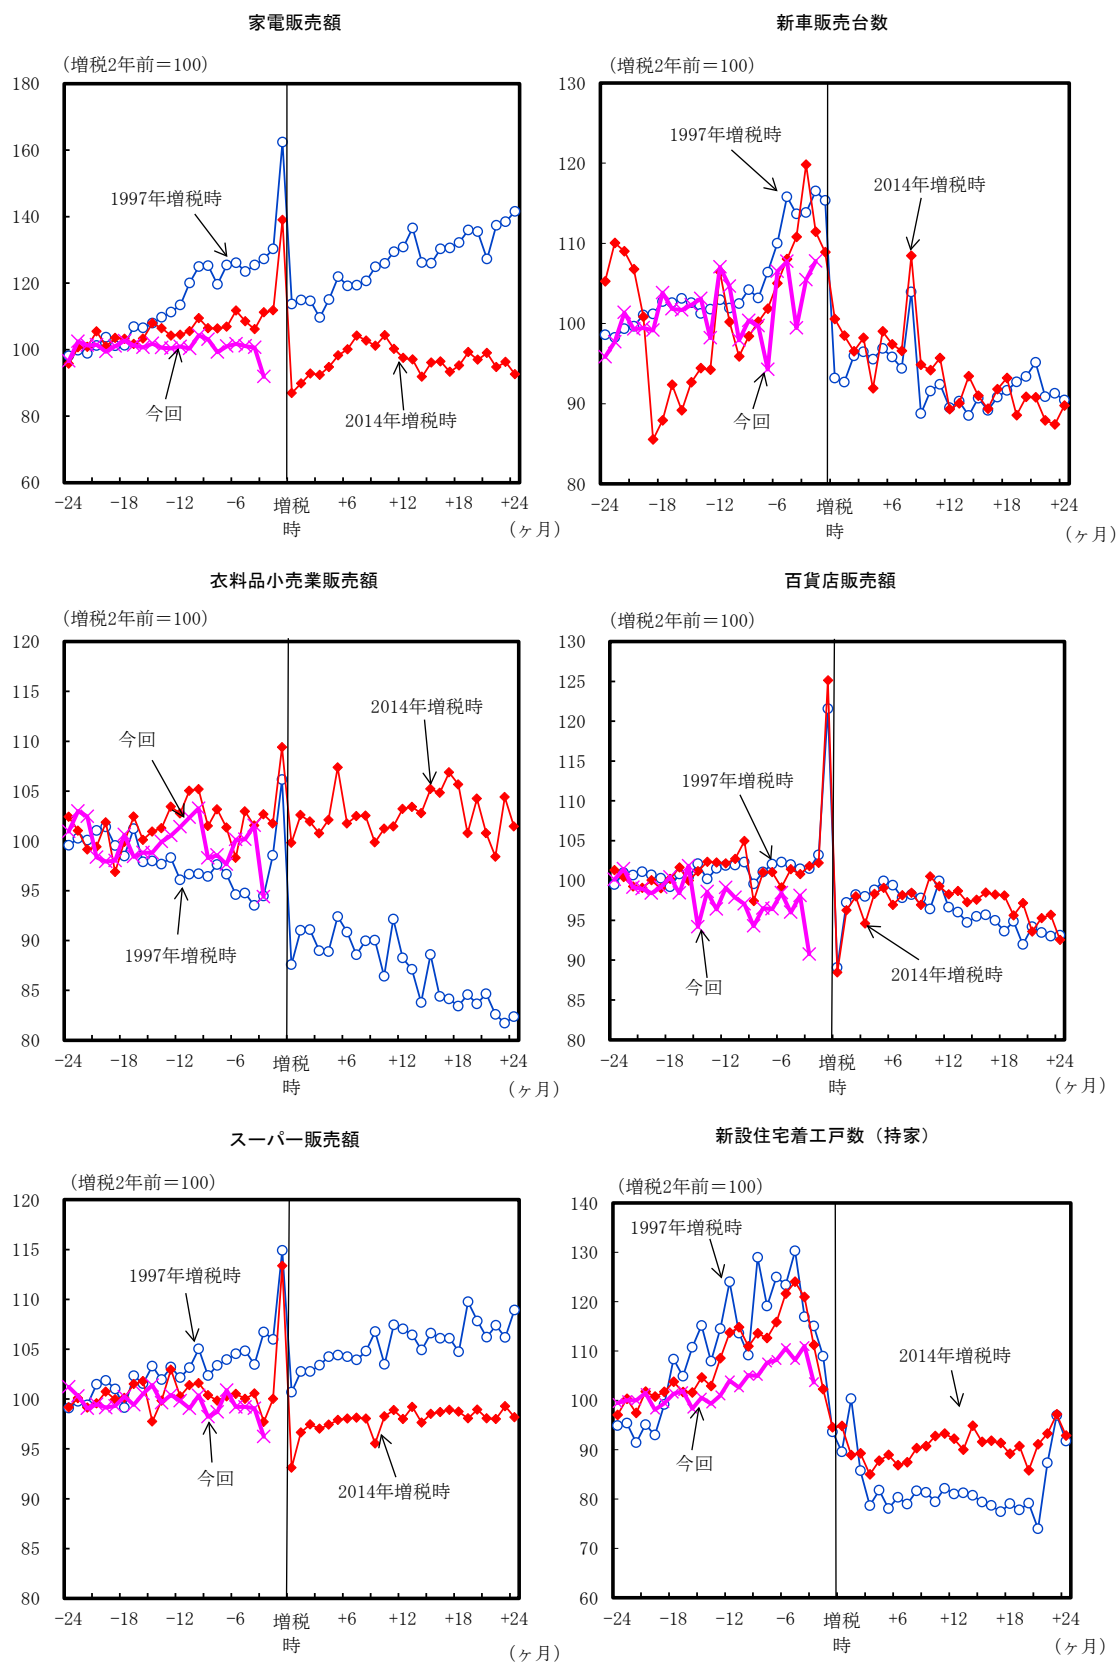 家電販売額
（増税2年前＝100）
180
160
140
120
100
80
60
1997年増税時
今回
2014年増税時
−24
−18
−12
−6
増税時
+6
+12
+18
+24
（ヶ月）
新車販売台数
（増税2年前＝100）
130
120
110
100
90
80
1997年増税時
2014年増税時
今回
−24
−18
−12
−6
増税時
+6
+12
+18
+24
（ヶ月）
衣料品小売業販売額
（増税2年前＝100）
120
115
110
105
100
95
90
85
80
2014年増税時
今回
1997年増税時
−24
−18
−12
−6
増税時
+6
+12
+18
+24
（ヶ月）
百貨店販売額
（増税2年前＝100）
130
125
120
115
110
105
100
95
90
85
80
1997年増税時
今回
2014年増税時
−24
−18
−12
−6
増税時
+6
+12
+18
+24
（ヶ月）
スーパー販売額
（増税2年前＝100）
120
115
110
105
100
95
90
85
80
1997年増税時
今回
2014年増税時
−24
−18
−12
−6
増税時
+6
+12
+18
+24
（ヶ月）
新設住宅着工戸数（持家）
（増税2年前＝100）
140
130
120
110
100
90
80
70
60
1997年増税時
2014年増税時
今回
−24
−18
−12
−6
増税時
+6
+12
+18
+24
（ヶ月）